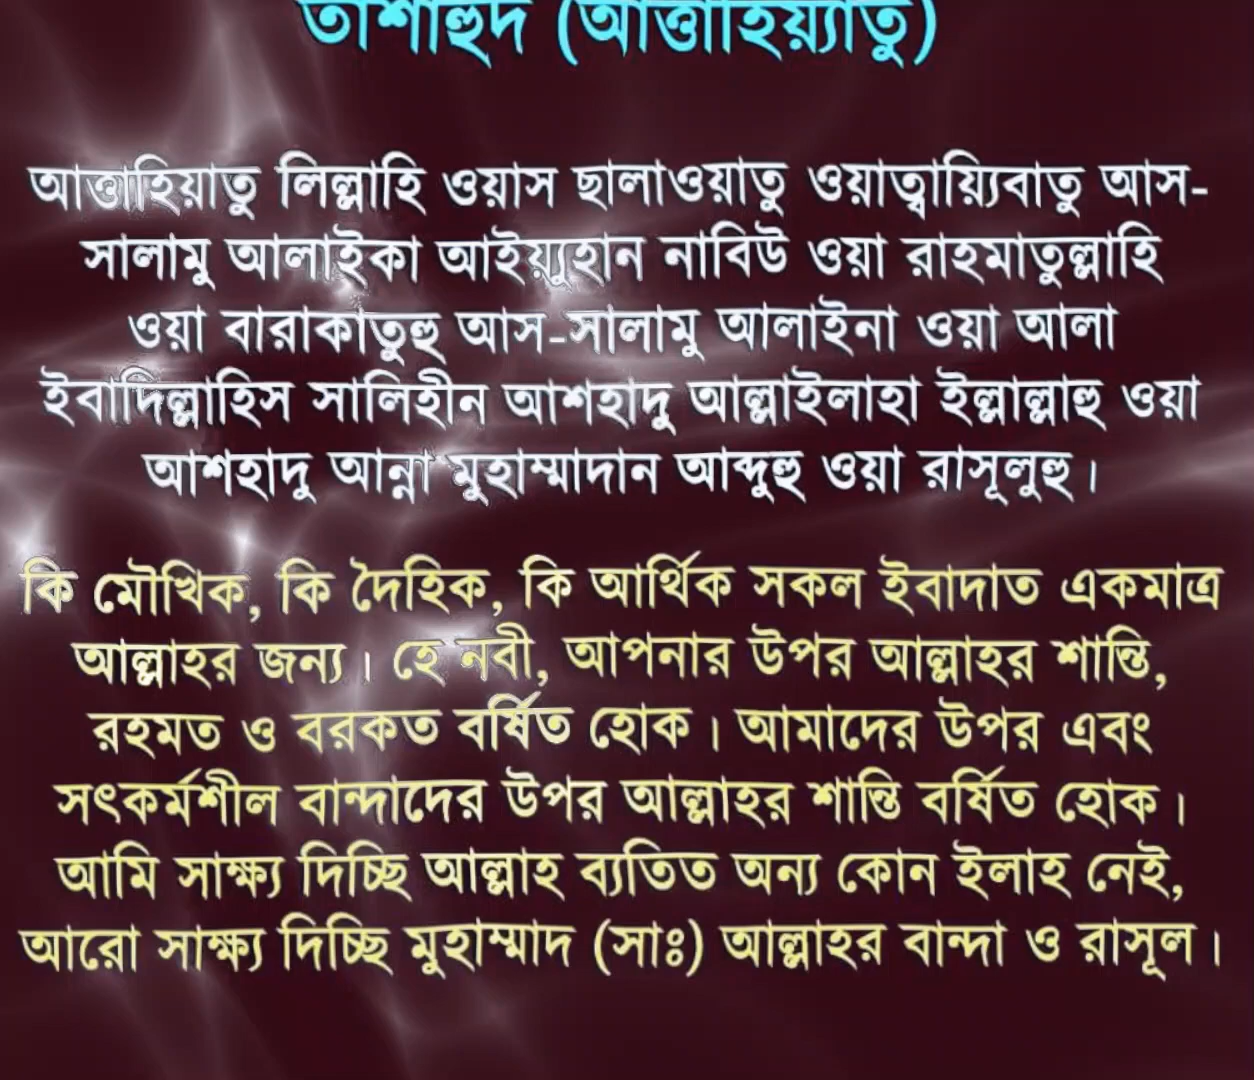 তাশাহুদ (আত্তাহিয়্যাতু)
আত্তাহিয়াতু লিল্লাহি ওয়াস ছালাওয়াতু ওয়াত্বায়্যিবাতু আস-
সালামু আলাইকা আইয়্যুহান নাবিউ ওয়া রাহমাতুল্লাহি
ওয়া বারাকাতুহু আস-সালামু আলাইনা ওয়া আলা
ইবাদিল্লাহিস সালিহীন আশহাদু আল্লাইলাহা ইল্লাল্লাহু ওয়া
আশহাদু আন্না মুহাম্মাদান আব্দুহু ওয়া রাসূলুহু।
কি মৌখিক, কি দৈহিক, কি আর্থিক সকল ইবাদাত একমাত্র
আল্লাহর জন্য। হে নবী, আপনার উপর আল্লাহর শান্তি,
রহমত ও বরকত বর্ষিত হোক। আমাদের উপর এবং
সৎকর্মশীল বান্দাদের উপর আল্লাহর শান্তি বর্ষিত হোক।
আমি সাক্ষ্য দিচ্ছি আল্লাহ ব্যতিত অন্য কোন ইলাহ নেই,
আরো সাক্ষ্য দিচ্ছি মুহাম্মাদ (সাঃ) আল্লাহর বান্দা ও রাসূল।